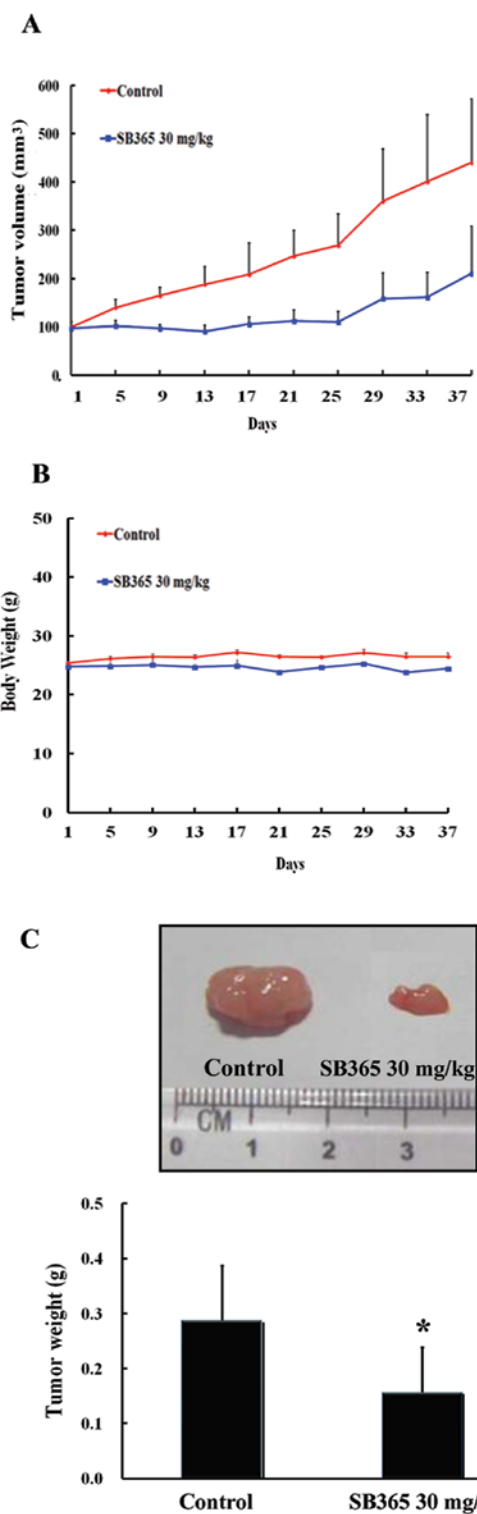 A
Control
SB365 30 mg/kg
Tumor volume (mm³)
600
500
400
300
200
100
0.
1 5 9 13 17 21 25 29 33 37
Days
B
Control
SB365 30 mg/kg
Body Weight (g)
50
40
30
20
10
0
1 5 9 13 17 21 25 29 33 37
Days
C
Control SB365 30 mg/kg
CM
0 1 2 3
Tumor weight (g)
0.5
0.4
0.3
0.2
0.1
0.0
*
Control SB365 30 mg/